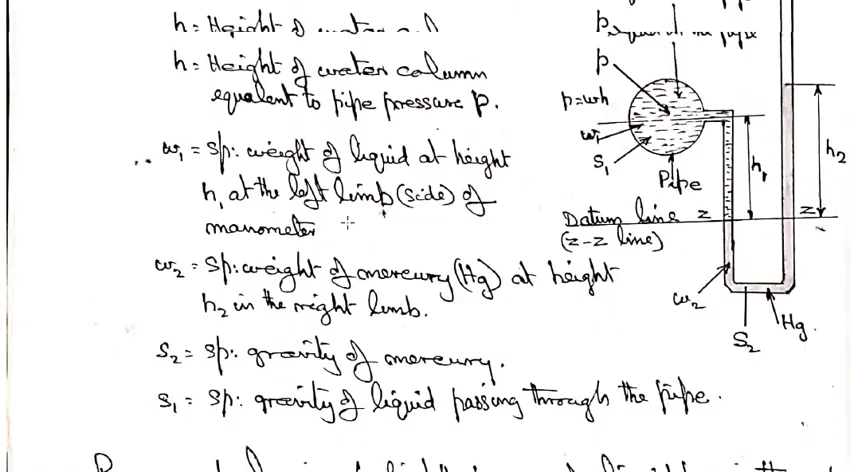 h = Height of water col
h = Height of water column
equalent to pipe pressure P.
w₁ = Sp: weight of liquid at height
h₁ at the left limb (side) of
manometer
w₂ = Sp: weight of mercury (Hg) at height
h₂ in the right limb.
S₂ = Sp: gravity of mercury.
S₁ = Sp: gravity of liquid passing through the pipe.
P
P = wh
w₁
S₁
Pipe
h₁
h₂
Datum line Z Z
(Z-Z line)
w₂
S₂
Hg.